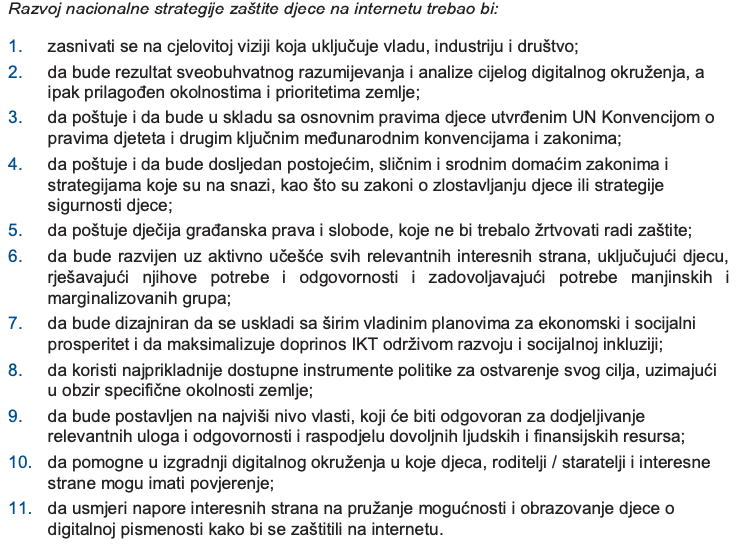 Razvoj nacionalne strategije zaštite djece na internetu trebao bi:
1. zasnivati se na cjelovitoj viziji koja uključuje vladu, industriju i društvo;
2. da bude rezultat sveobuhvatnog razumijevanja i analize cijelog digitalnog okruženja, a
ipak prilagođen okolnostima i prioritetima zemlje;
3. da poštuje i da bude u skladu sa osnovnim pravima djece utvrđenim UN Konvencijom o
pravima djeteta i drugim ključnim međunarodnim konvencijama i zakonima;
4. da poštuje i da bude dosljedan postojećim, sličnim i srodnim domaćim zakonima i
strategijama koje su na snazi, kao što su zakoni o zlostavljanju djece ili strategije
sigurnosti djece;
5. da poštuje dječija građanska prava i slobode, koje ne bi trebalo žrtvovati radi zaštite;
6. da bude razvijen uz aktivno učešće svih relevantnih interesnih strana, uključujući djecu,
rješavajući njihove potrebe i odgovornosti i zadovoljavajući potrebe manjinskih i
marginalizovanih grupa;
7. da bude dizajniran da se uskladi sa širim vladinim planovima za ekonomski i socijalni
prosperitet i da maksimalizuje doprinos IKT održivom razvoju i socijalnoj inkluziji;
8. da koristi najprikladnije dostupne instrumente politike za ostvarenje svog cilja, uzimajući
u obzir specifične okolnosti zemlje;
9. da bude postavljen na najviši nivo vlasti, koji će biti odgovoran za dodjeljivanje
relevantnih uloga i odgovornosti i raspodjelu dovoljnih ljudskih i finansijskih resursa;
10. da pomogne u izgradnji digitalnog okruženja u koje djeca, roditelji / staratelji i interesne
strane mogu imati povjerenje;
11. da usmjeri napore interesnih strana na pružanje mogućnosti i obrazovanje djece o
digitalnoj pismenosti kako bi se zaštitili na internetu.